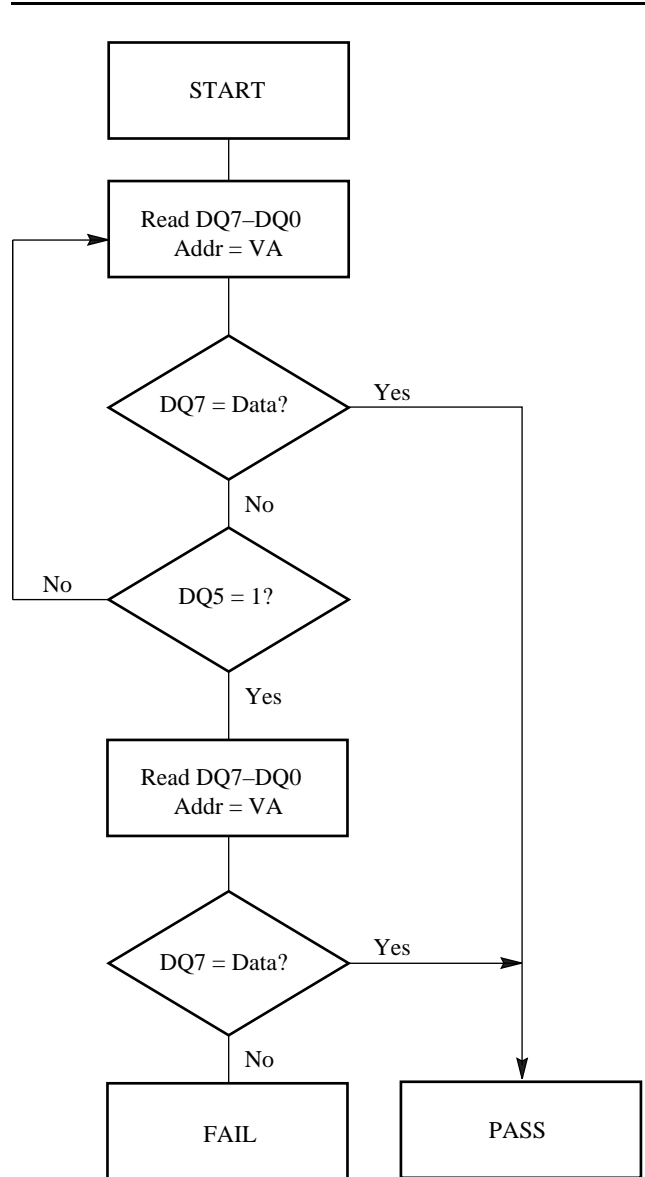 START
Read DQ7–DQ0
Addr = VA
DQ7 = Data?
Yes
No
No
DQ5 = 1?
Yes
Read DQ7–DQ0
Addr = VA
DQ7 = Data?
Yes
No
FAIL
PASS